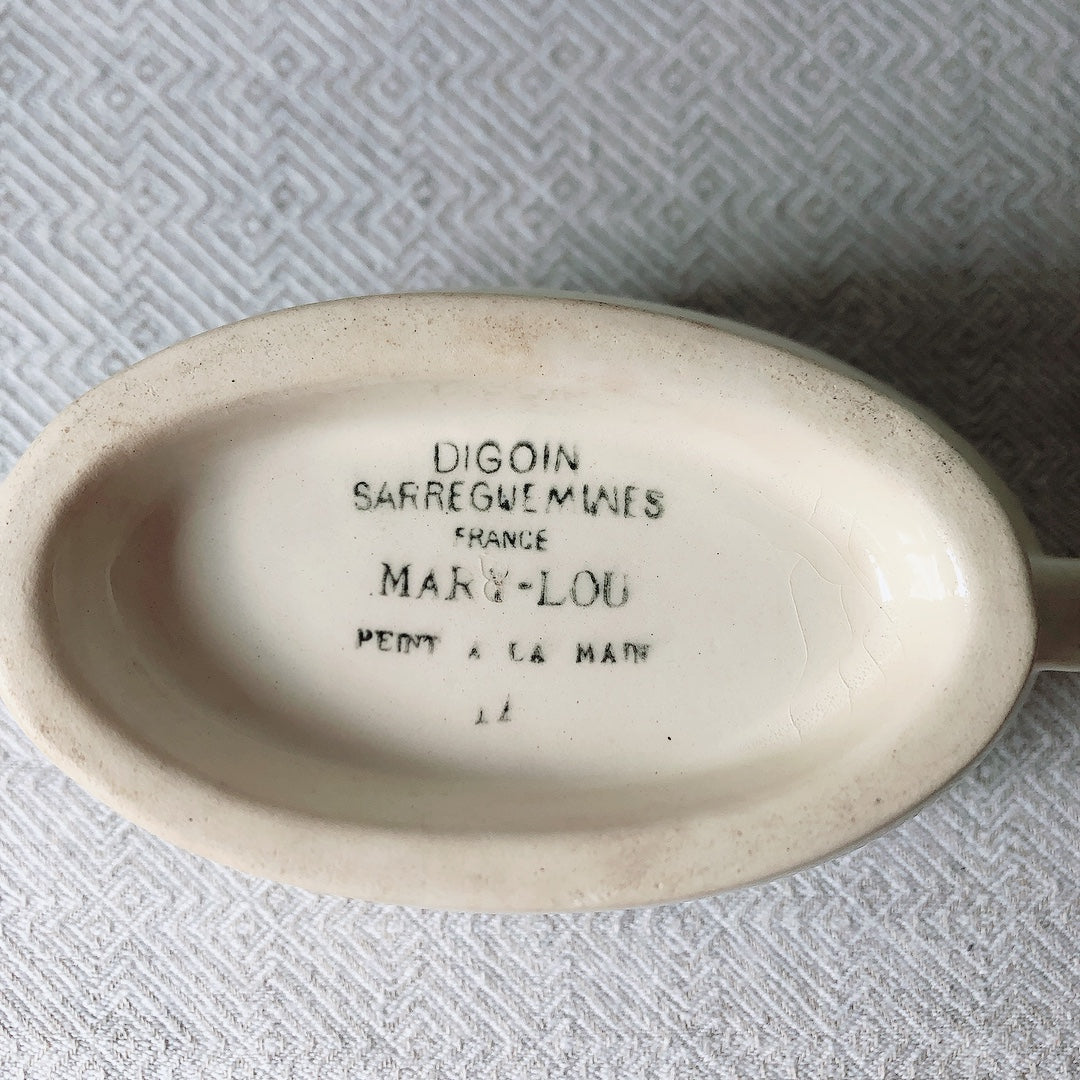 DIGOIN
SARREGUEMINES
FRANCE
MARY-LOU
PEINT A LA MAIN